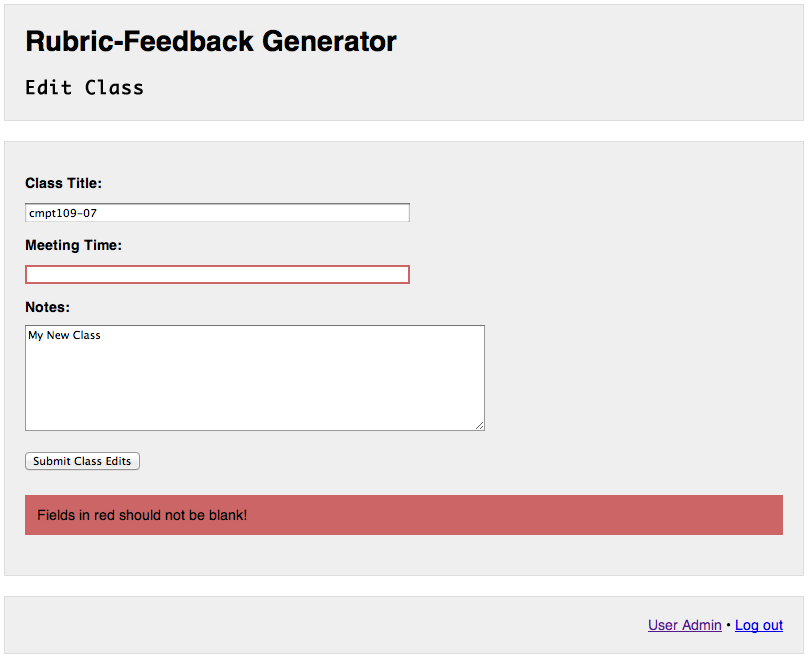 Rubric-Feedback Generator
Edit Class
Class Title:
cmpt109-07
Meeting Time:
Notes:
My New Class
Submit Class Edits
Fields in red should not be blank!
User Admin • Log out